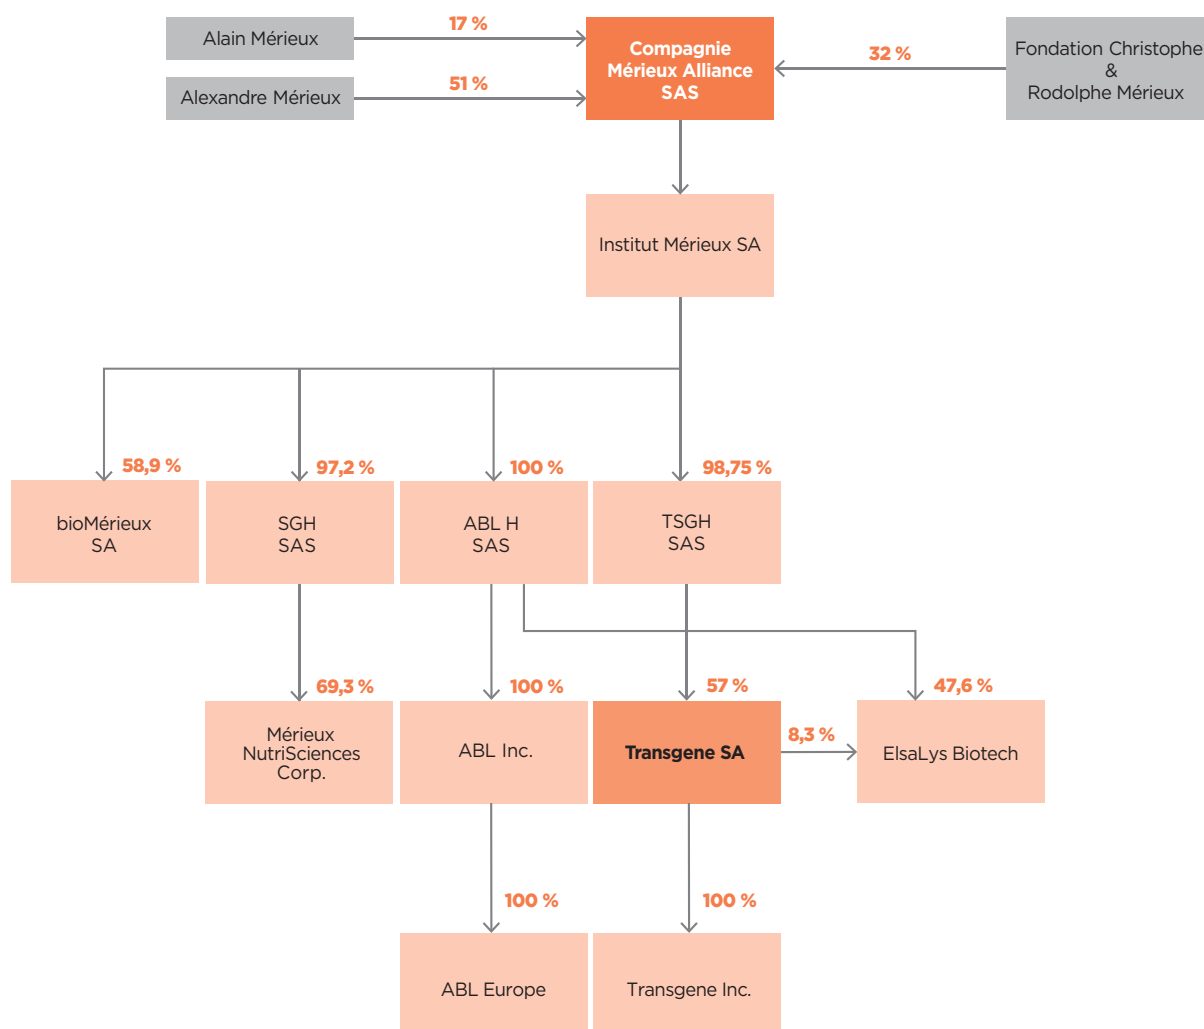 Alain Mérieux
17 %
Compagnie
Mérieux Alliance
SAS
32 %
Fondation Christophe
&
Rodolphe Mérieux
Alexandre Mérieux
51 %
Institut Mérieux SA
58,9 %
97,2 %
100 %
98,75 %
bioMérieux
SA
SGH
SAS
ABL H
SAS
TSGH
SAS
69,3 %
100 %
57 %
47,6 %
Mérieux
NutriSciences
Corp.
ABL Inc.
Transgene SA
8,3 %
ElsaLys Biotech
100 %
100 %
ABL Europe
Transgene Inc.